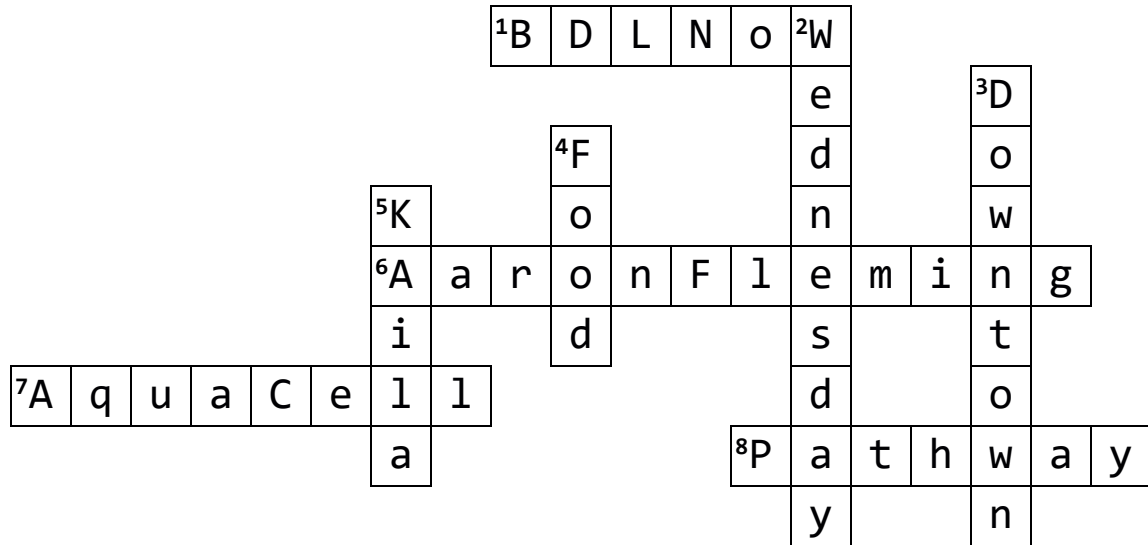 ¹B D L N o ²W
e ³D
⁴F d o
⁵K o n w
⁶A a r o n F l e m i n g
i d s t
⁷A q u a C e l l d o
a ⁸P a t h w a y
y n